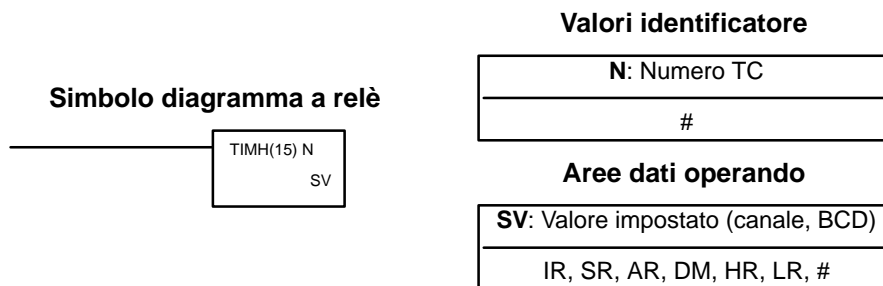 Simbolo diagramma a relè
TIMH(15) N
SV
Valori identificatore
N: Numero TC
#
Aree dati operando
SV: Valore impostato (canale, BCD)
IR, SR, AR, DM, HR, LR, #